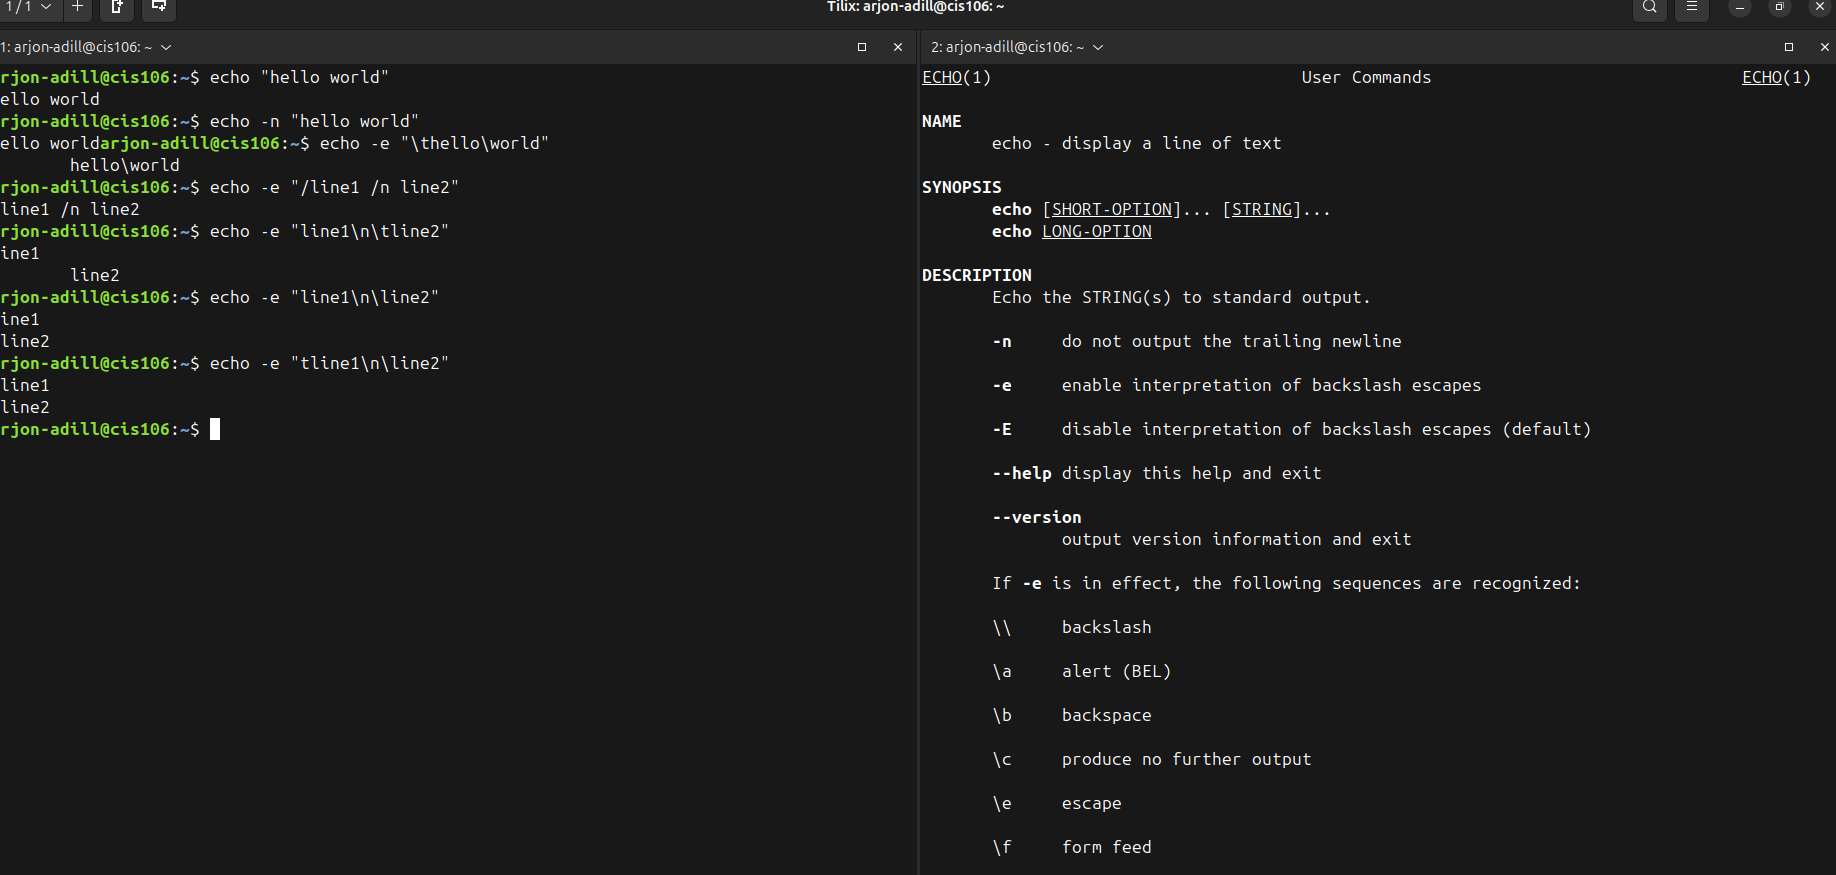 1/1
Tilix: arjon-adill@cis106: ~
1: arjon-adill@cis106: ~
rjon-adill@cis106:~$ echo "hello world"
ello world
rjon-adill@cis106:~$ echo -n "hello world"
ello worldarjon-adill@cis106:~$ echo -e "\thello\world"
hello\world
rjon-adill@cis106:~$ echo -e "/line1 /n line2"
line1 /n line2
rjon-adill@cis106:~$ echo -e "line1\n\tline2"
ine1
line2
rjon-adill@cis106:~$ echo -e "line1\n\line2"
ine1
line2
rjon-adill@cis106:~$ echo -e "tline1\n\line2"
line1
line2
rjon-adill@cis106:~$
2: arjon-adill@cis106: ~
ECHO(1) User Commands ECHO(1)
NAME
echo - display a line of text
SYNOPSIS
echo [SHORT-OPTION]... [STRING]...
echo LONG-OPTION
DESCRIPTION
Echo the STRING(s) to standard output.
-n do not output the trailing newline
-e enable interpretation of backslash escapes
-E disable interpretation of backslash escapes (default)
--help display this help and exit
--version
output version information and exit
If -e is in effect, the following sequences are recognized:
\\ backslash
\a alert (BEL)
\b backspace
\c produce no further output
\e escape
\f form feed